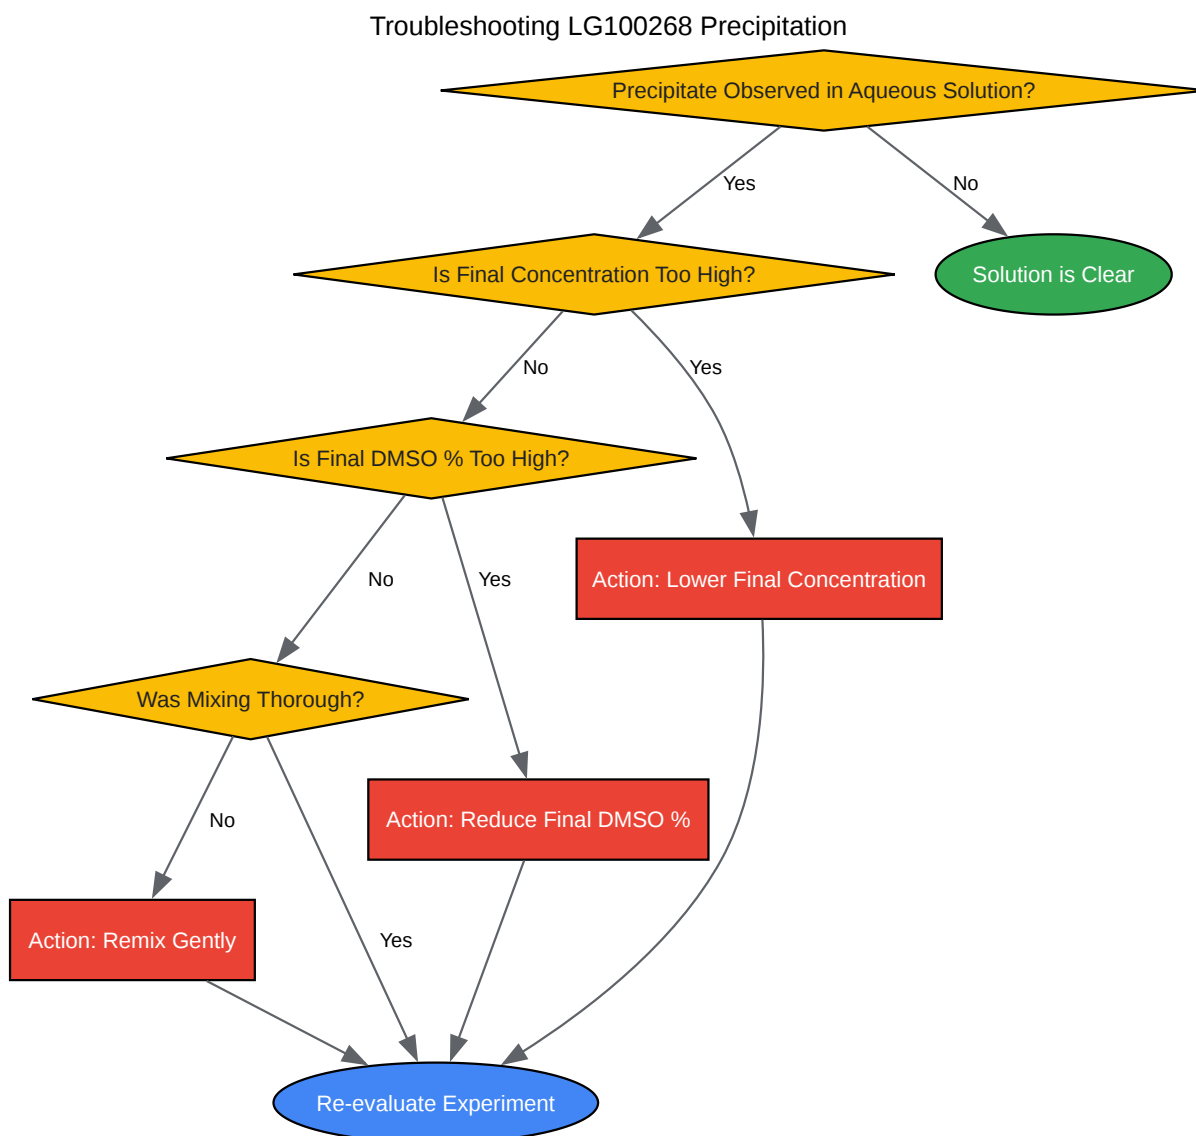 Troubleshooting LG100268 Precipitation
Precipitate Observed in Aqueous Solution?
Yes
No
Is Final Concentration Too High?
Solution is Clear
No
Yes
Is Final DMSO % Too High?
No
Yes
Action: Lower Final Concentration
Was Mixing Thorough?
No
Action: Reduce Final DMSO %
Action: Remix Gently
Yes
Re-evaluate Experiment